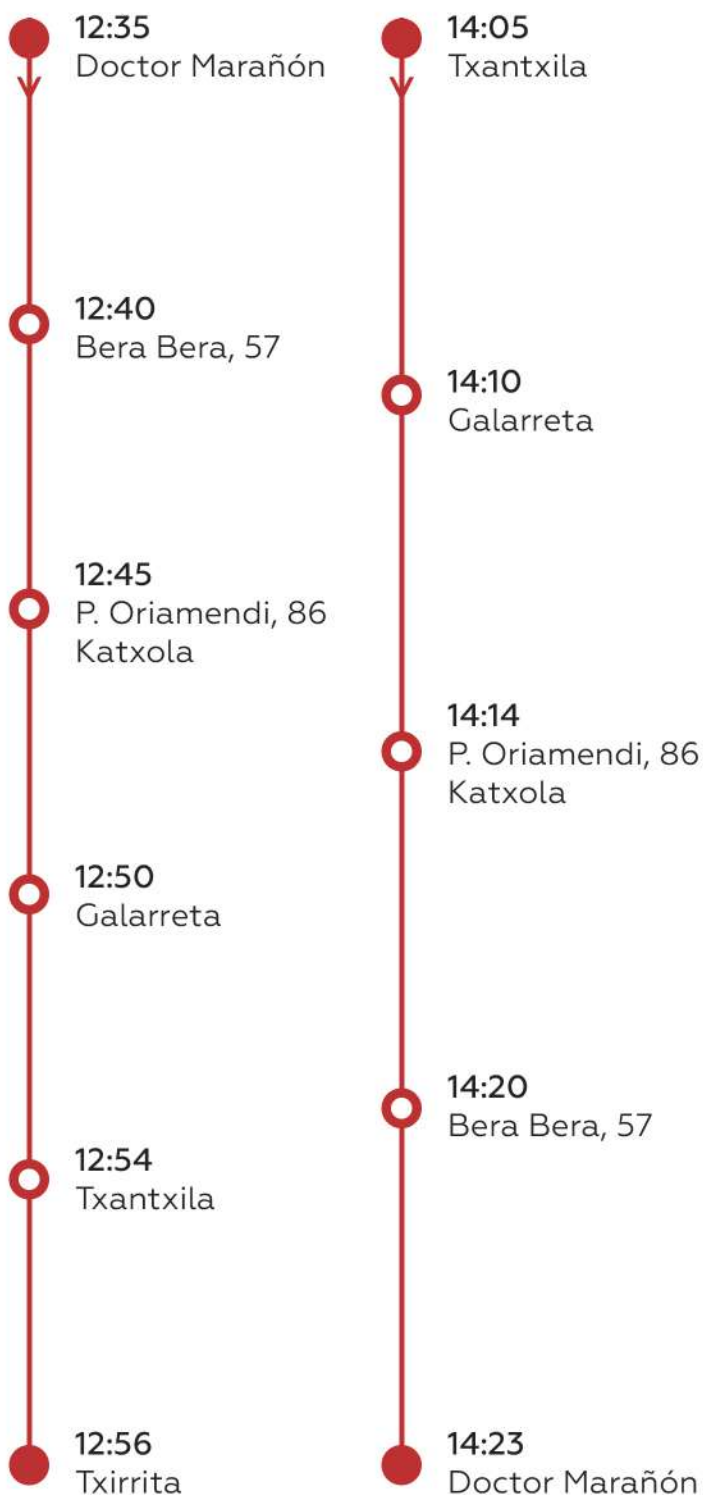 12:35
Doctor Marañón
12:40
Bera Bera, 57
12:45
P. Oriamendi, 86
Katxola
12:50
Galarreta
12:54
Txantxila
12:56
Txirrita
14:05
Txantxila
14:10
Galarreta
14:14
P. Oriamendi, 86
Katxola
14:20
Bera Bera, 57
14:23
Doctor Marañón